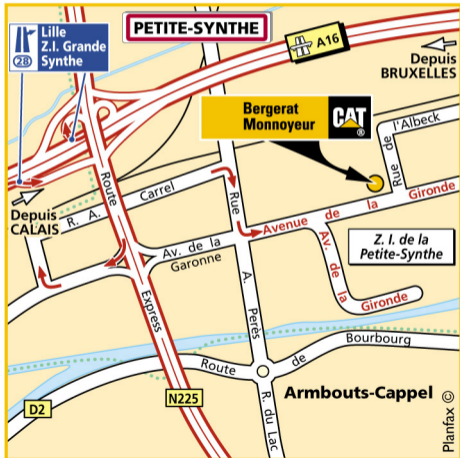 Lille
Z.I. Grande
Synthe
28
PETITE-SYNTHE
A16
Depuis
BRUXELLES
Bergerat
Monnoyeur
CAT
®
Rue de
l'Albeck
Depuis
CALAIS
R. A. Carrel
Route
Express
Rue
A.
Perès
Avenue de la Gironde
Av. de la
Garonne
Av. de la
Gironde
Z. I. de la
Petite-Synthe
Route de Bourbourg
R. du Lac
Armbouts-Cappel
D2
N225
Planfax ©